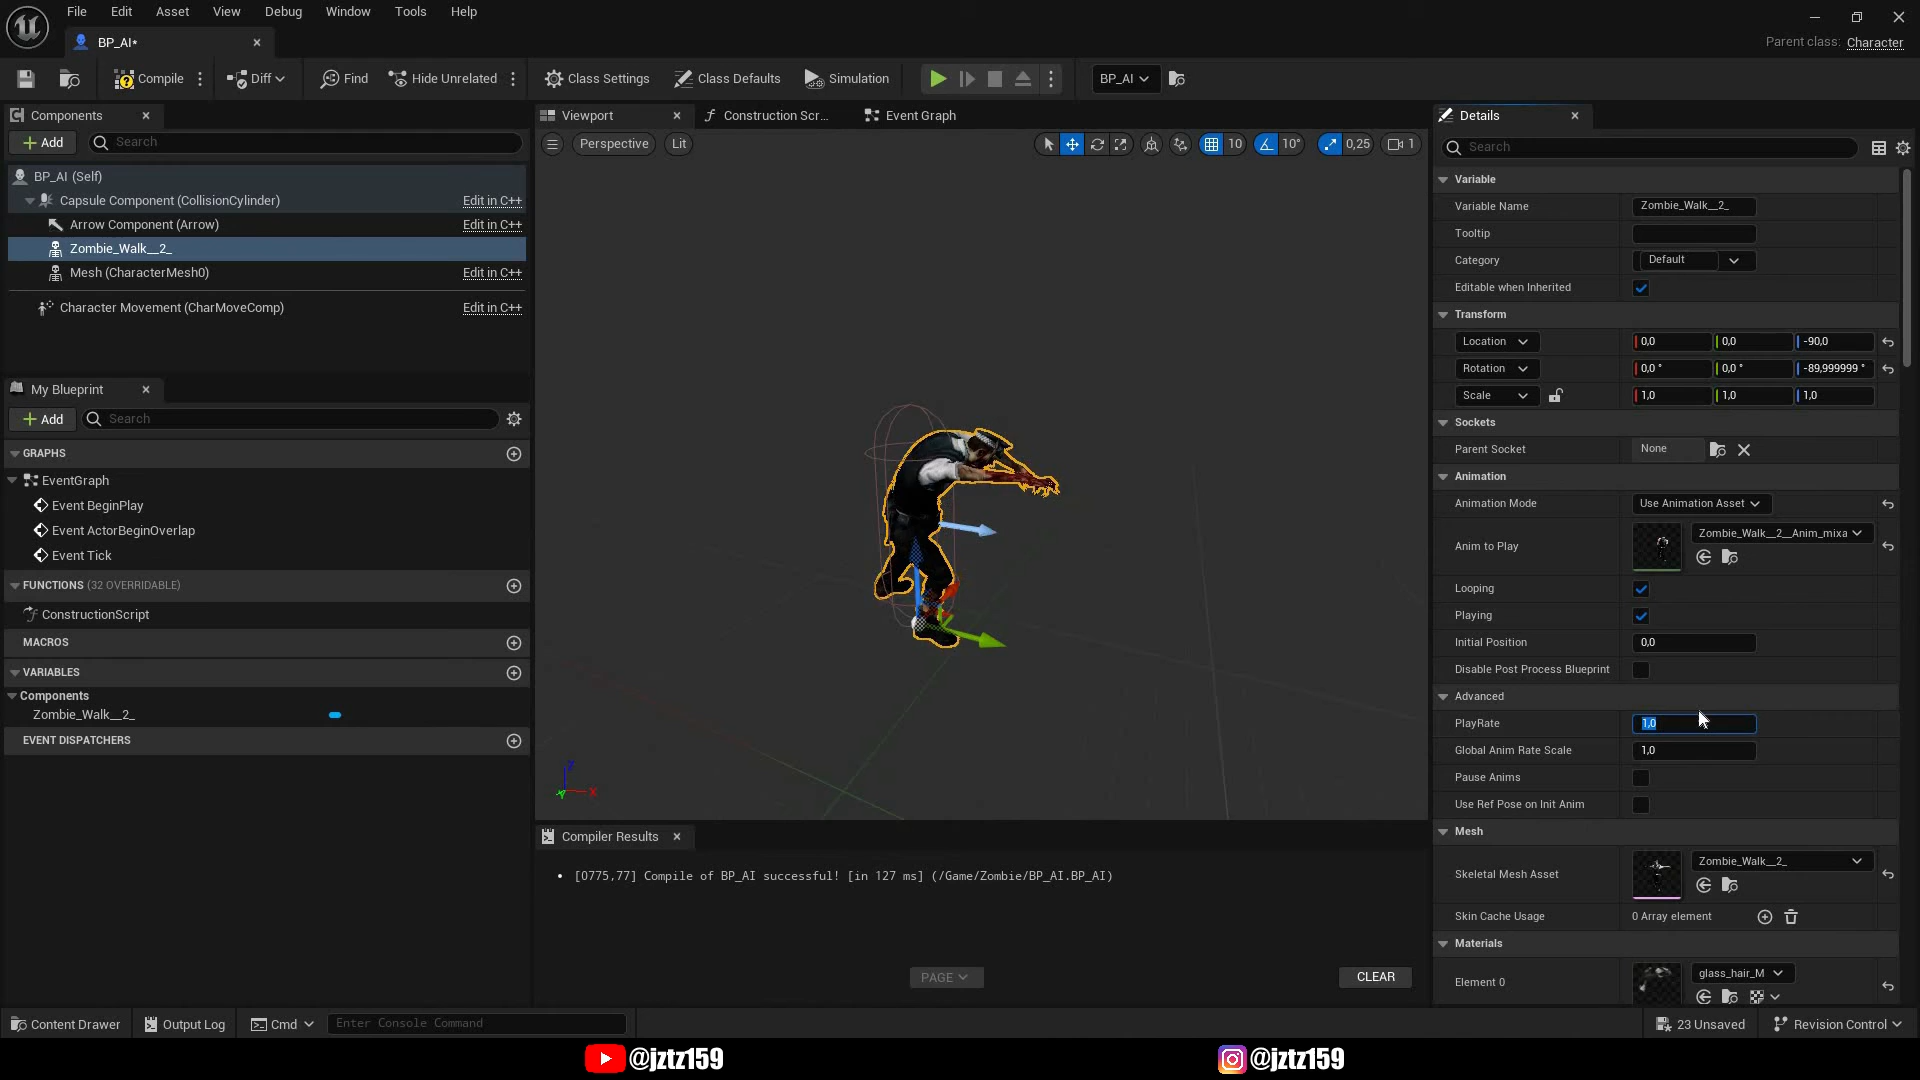 File Edit Asset View Window Debug Tools Help
BP_AI*
Parent class: Character
Compile Diff Find Hide Unrelated Class Settings Class Defaults Simulation BP_AI
Components
Add Search
BP_AI (Self)
Capsule Component (CollisionCylinder) Edit in C++
Arrow Component (Arrow) Edit in C++
Zombie_Walk__2_
Mesh (CharacterMesh0) Edit in C++
Character Movement (CharMoveComp) Edit in C++
My Blueprint
Add Search
GRAPHS
EventGraph
Event BeginPlay
Event ActorBeginOverlap
Event Tick
FUNCTIONS (32 OVERRIDABLE)
ConstructionScript
MACROS
VARIABLES
Components
Zombie_Walk__2_
EVENT DISPATCHERS
Viewport Construction Scr... Event Graph
Perspective Lit 10 10° 0,25 1
Z
X
Y
Compiler Results
[0775,77] Compile of BP_AI successful! [in 127 ms] (/Game/Zombie/BP_AI.BP_AI)
PAGE CLEAR
Details
Search
Variable
Variable Name Zombie_Walk__2_
Tooltip
Category Default
Editable when Inherited
Transform
Location 0,0 0,0 -90,0
Rotation 0,0 ° 0,0 ° -89,999999 °
Scale 1,0 1,0 1,0
Sockets
Parent Socket None
Animation
Animation Mode Use Animation Asset
Anim to Play Zombie_Walk__2__Anim_mixa
Looping
Playing
Initial Position 0,0
Disable Post Process Blueprint
Advanced
PlayRate 1,0
Global Anim Rate Scale 1,0
Pause Anims
Use Ref Pose on Init Anim
Mesh
Skeletal Mesh Asset Zombie_Walk__2_
Skin Cache Usage 0 Array element
Materials
Element 0 glass_hair_M
Content Drawer Output Log Cmd Enter Console Command 23 Unsaved Revision Control
@jztz159 @jztz159